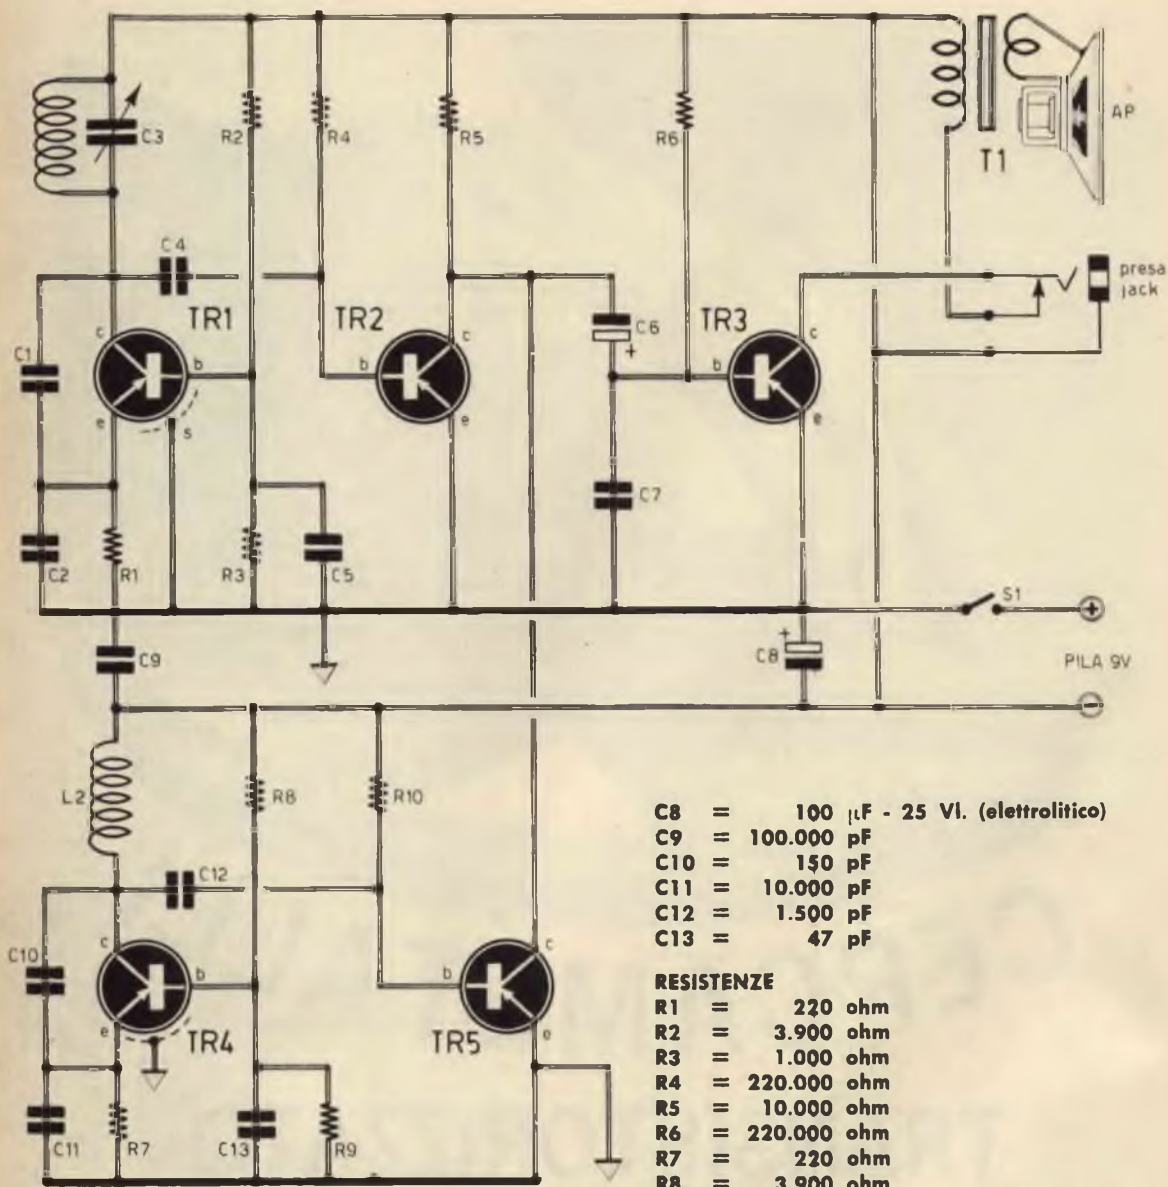 C3
R2
R4
R5
R6
T1
AP
C4
TR1
TR2
C6
+
TR3
presa
jack
C1
c
b
e
s
b
c
e
b
c
e
C7
C2
R1
R3
C5
S1
+
C9
+
C8
PILA 9V
-
L2
R8
R10
C12
C10
c
b
e
TR4
b
c
e
TR5
C11
R7
C13
R9
C8 = 100 μF - 25 Vl. (elettrolitico)
C9 = 100.000 pF
C10 = 150 pF
C11 = 10.000 pF
C12 = 1.500 pF
C13 = 47 pF
RESISTENZE
R1 = 220 ohm
R2 = 3.900 ohm
R3 = 1.000 ohm
R4 = 220.000 ohm
R5 = 10.000 ohm
R6 = 220.000 ohm
R7 = 220 ohm
R8 = 3.900 ohm